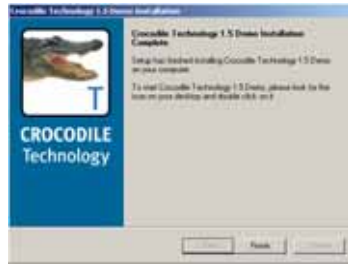 Crocodile Technology 1.5 Demo Installation
Crocodile Technology 1.5 Demo Installation
Complete
Setup has finished installing Crocodile Technology 1.5 Demo
on your computer.
To start Crocodile Technology 1.5 Demo, please look for the
icon on your desktop and double click on it
T
CROCODILE
Technology
Finish